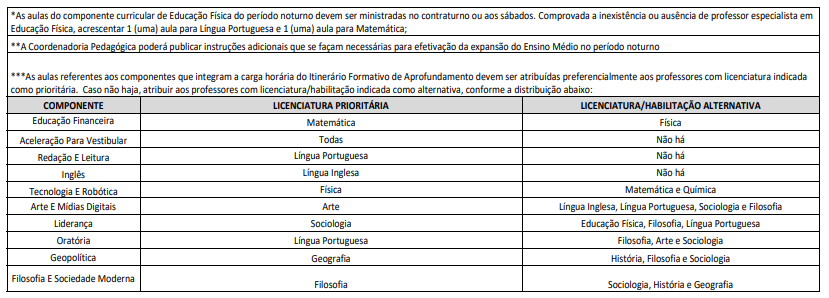 *As aulas do componente curricular de Educação Física do período noturno devem ser ministradas no contraturno ou aos sábados. Comprovada a inexistência ou ausência de professor especialista em
Educação Física, acrescentar 1 (uma) aula para Língua Portuguesa e 1 (uma) aula para Matemática;
**A Coordenadoria Pedagógica poderá publicar instruções adicionais que se façam necessárias para efetivação da expansão do Ensino Médio no período noturno
***As aulas referentes aos componentes que integram a carga horária do Itinerário Formativo de Aprofundamento devem ser atribuídas preferencialmente aos professores com licenciatura indicada
como prioritária. Caso não haja, atribuir aos professores com licenciatura/habilitação indicada como alternativa, conforme a distribuição abaixo:
COMPONENTE LICENCIATURA PRIORITÁRIA LICENCIATURA/HABILITAÇÃO ALTERNATIVA
Educação Financeira Matemática Física
Aceleração Para Vestibular Todas Não há
Redação E Leitura Língua Portuguesa Não há
Inglês Língua Inglesa Não há
Tecnologia E Robótica Física Matemática e Química
Arte E Mídias Digitais Arte Língua Inglesa, Língua Portuguesa, Sociologia e Filosofia
Liderança Sociologia Educação Física, Filosofia, Língua Portuguesa
Oratória Língua Portuguesa Filosofia, Arte e Sociologia
Geopolítica Geografia História, Filosofia e Sociologia
Filosofia E Sociedade Moderna Filosofia Sociologia, História e Geografia